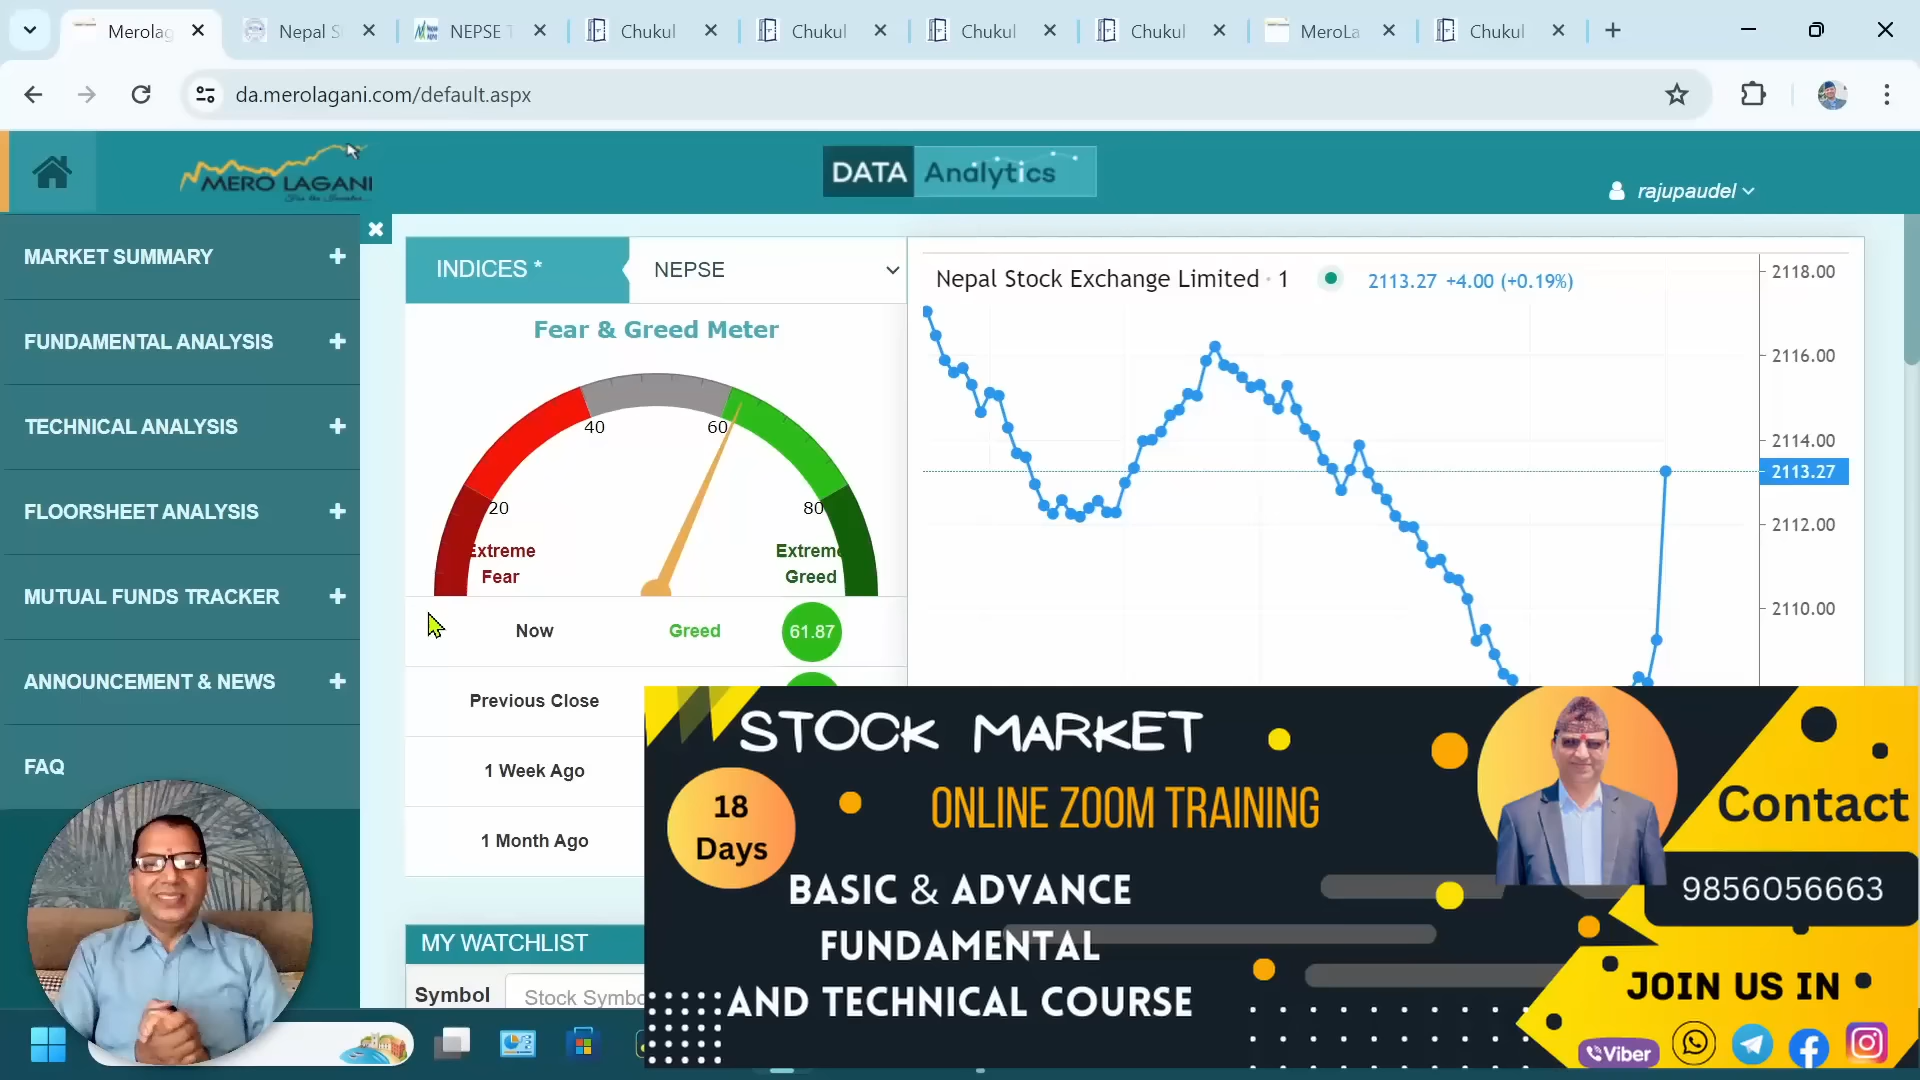 Merolag
Nepal S
NEPSE T
Chukul
Chukul
Chukul
Chukul
MeroLa
Chukul
da.merolagani.com/default.aspx
MERO LAGANI
DATA Analytics
rajupaudel
MARKET SUMMARY
FUNDAMENTAL ANALYSIS
TECHNICAL ANALYSIS
FLOORSHEET ANALYSIS
MUTUAL FUNDS TRACKER
ANNOUNCEMENT & NEWS
FAQ
INDICES *
NEPSE
Fear & Greed Meter
20
40
60
80
Extreme
Fear
Extreme
Greed
Now
Greed
61.87
Previous Close
1 Week Ago
1 Month Ago
MY WATCHLIST
Symbol
Stock Symbo
Nepal Stock Exchange Limited · 1
2113.27 +4.00 (+0.19%)
2118.00
2116.00
2114.00
2113.27
2112.00
2110.00
STOCK MARKET
18
Days
ONLINE ZOOM TRAINING
BASIC & ADVANCE
FUNDAMENTAL
AND TECHNICAL COURSE
Contact
9856056663
JOIN US IN
Viber